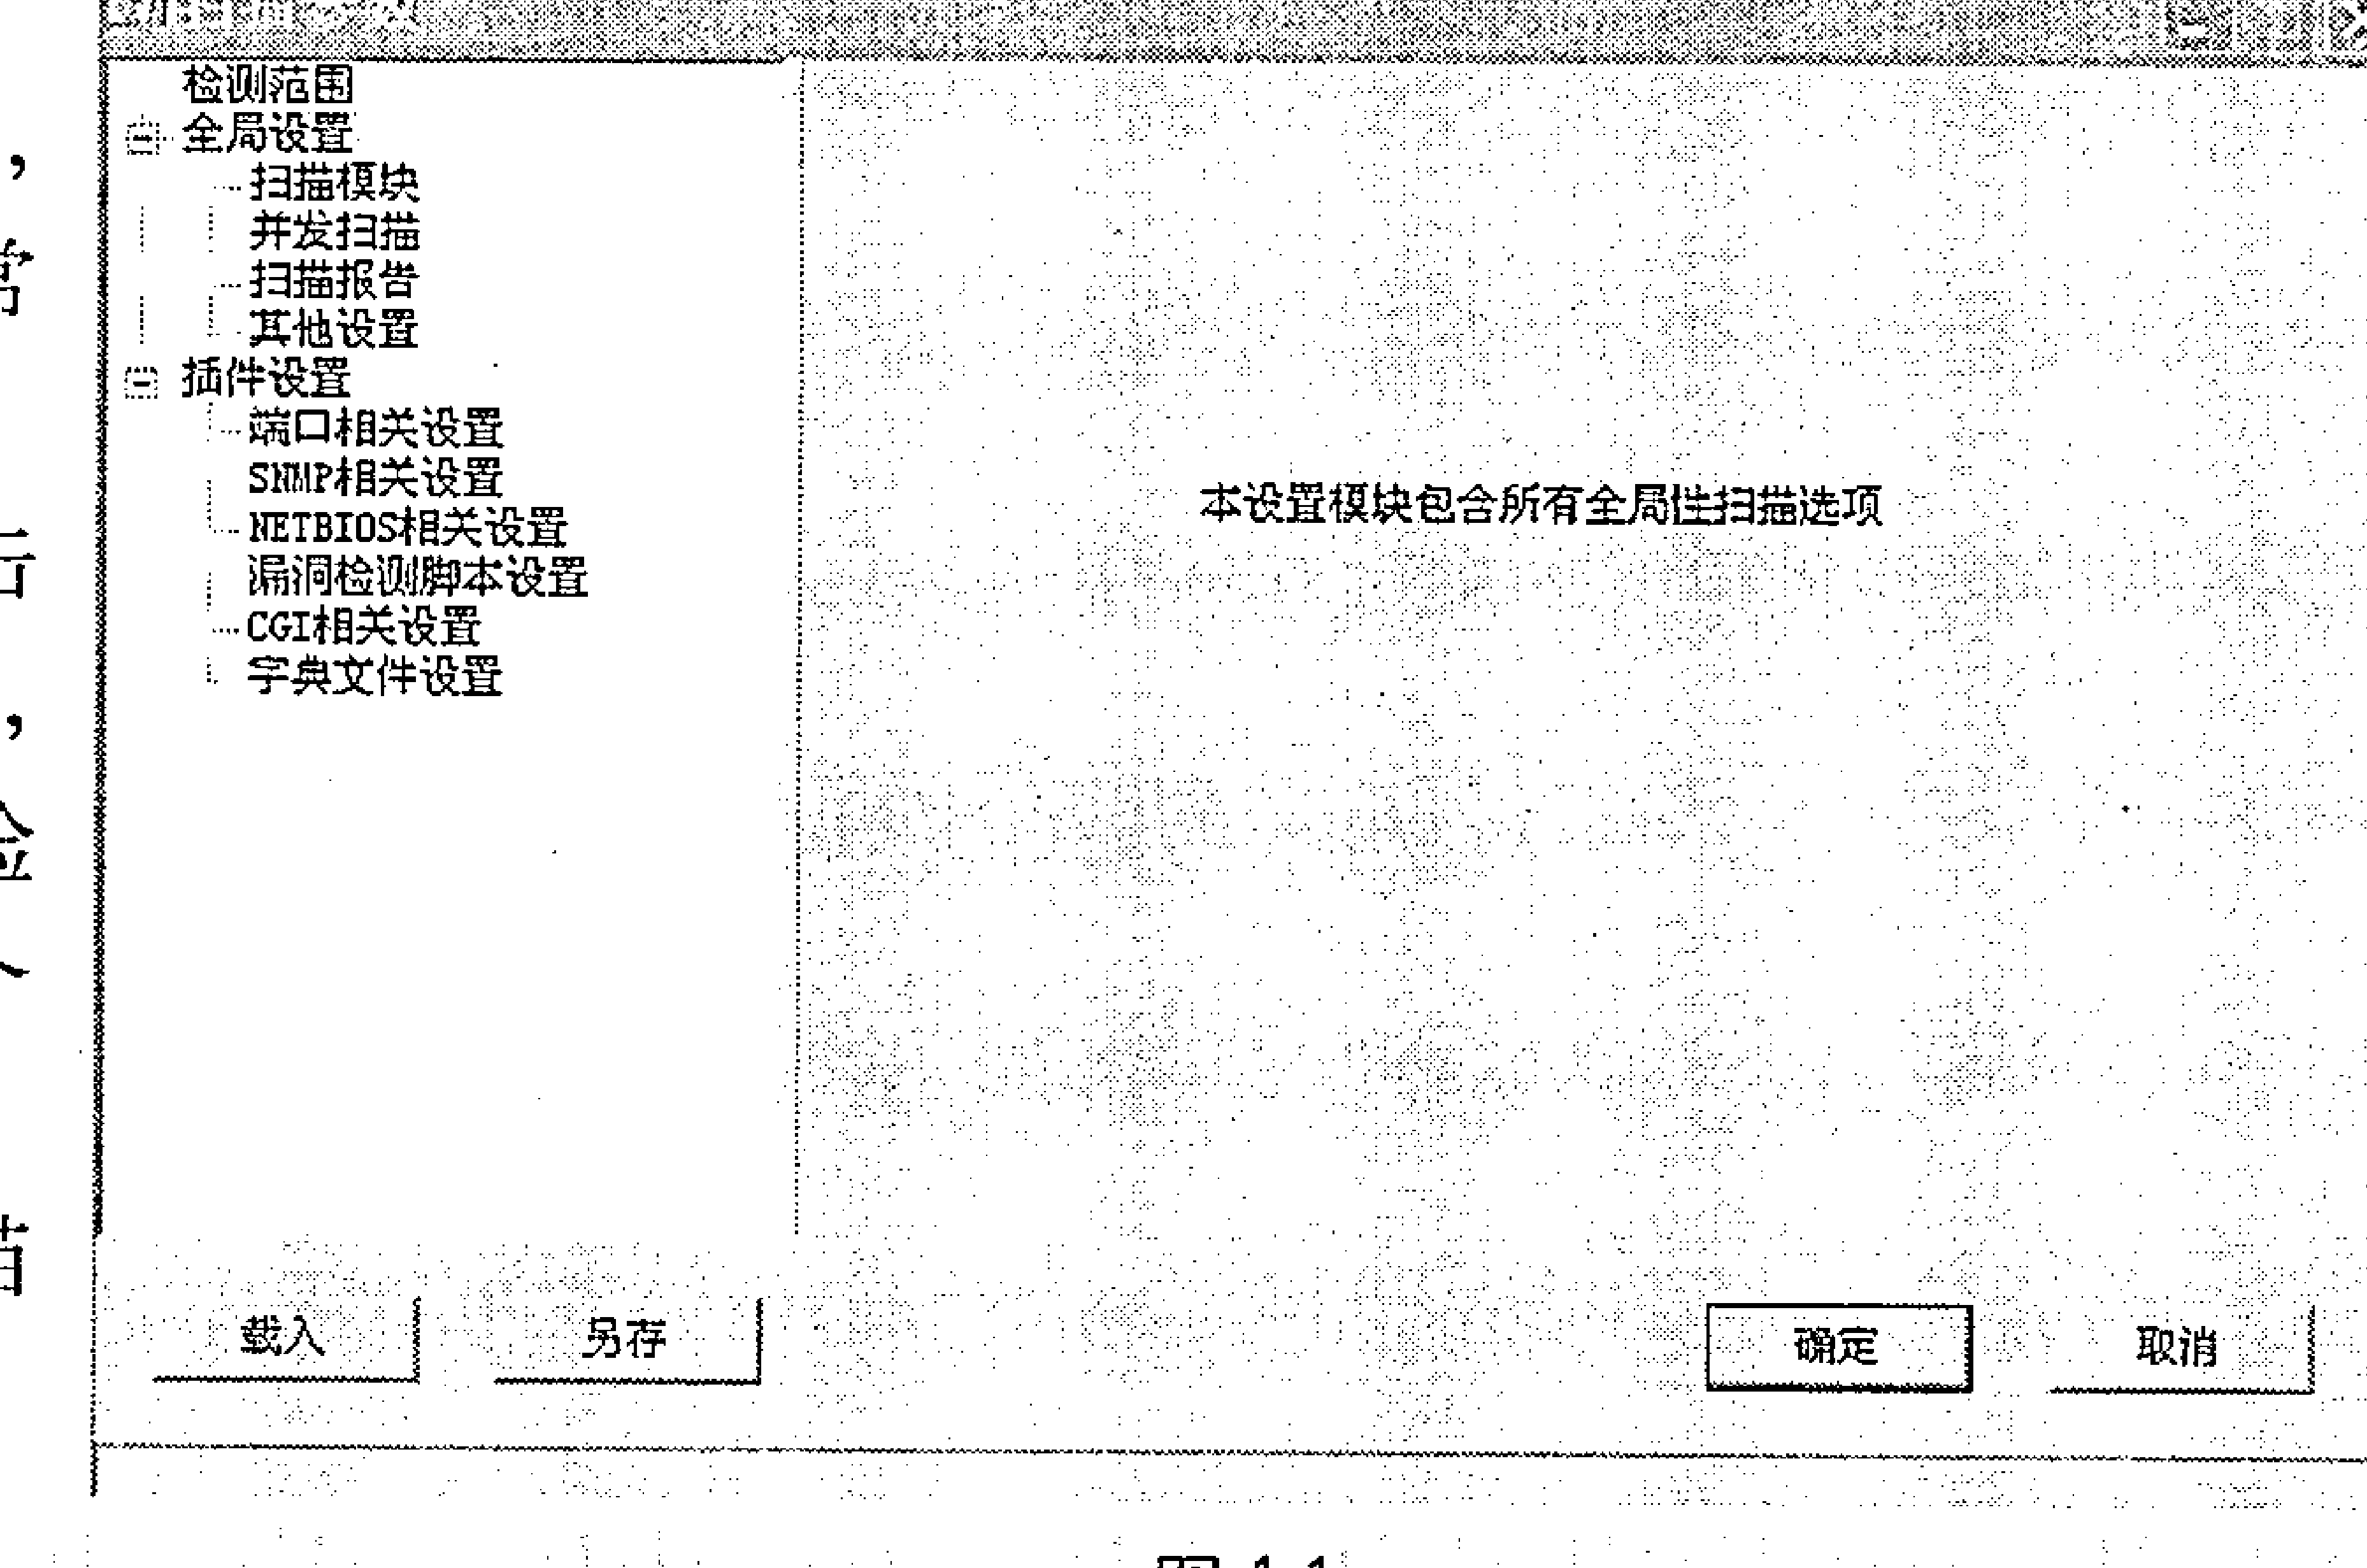 检测范围
全局设置
扫描模块
并发扫描
扫描报告
其他设置
插件设置
端口相关设置
SNMP相关设置
NETBIOS相关设置
漏洞检测脚本设置
CGI相关设置
字典文件设置
本设置模块包含所有全局性扫描选项
载入
另存
确定
取消